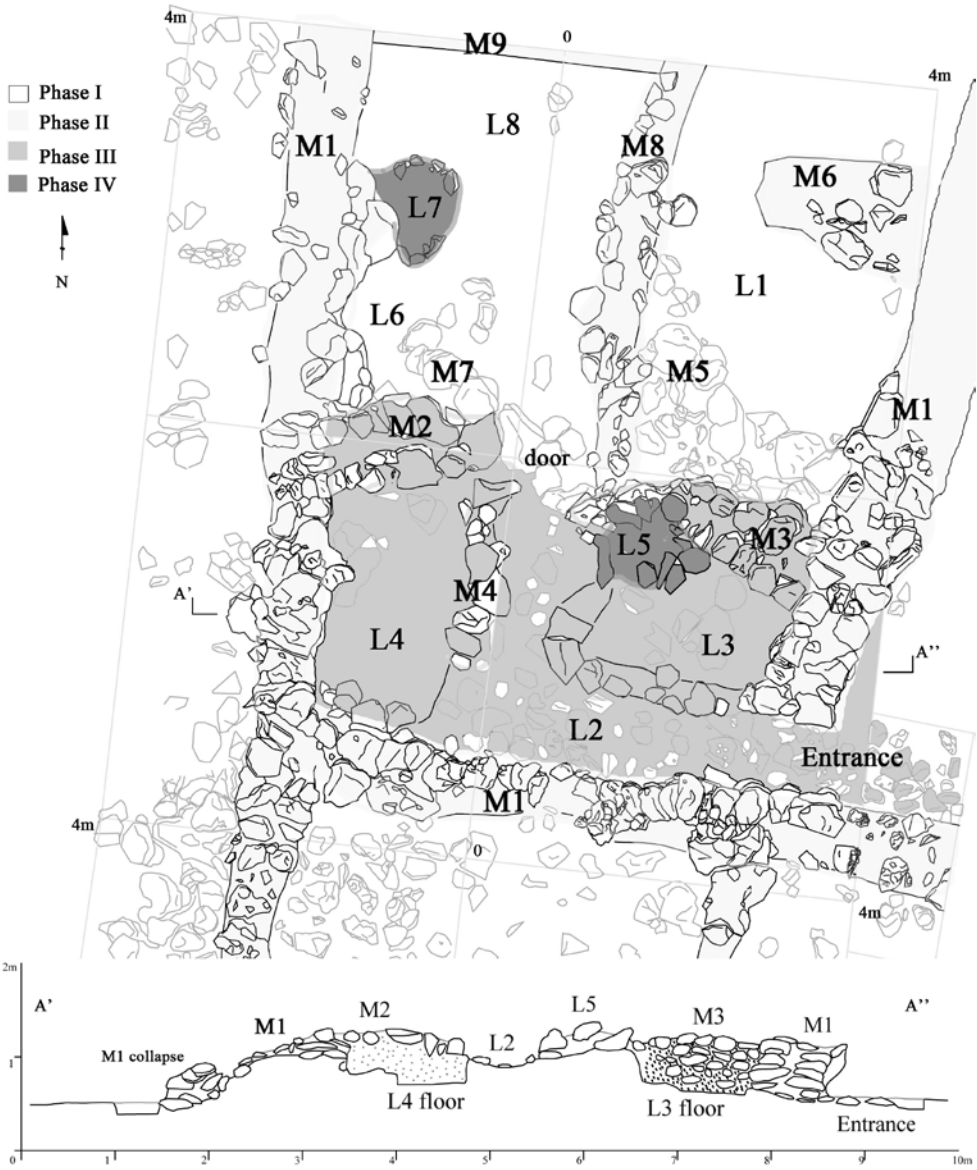 4m
0
M9
4m
Phase I
Phase II
Phase III
Phase IV
N
L8
M1
M8
M6
L7
L1
L6
M7
M5
M1
M2
door
M3
L5
A'
M4
L4
L3
A''
L2
Entrance
M1
4m
0
4m
2m
A'
M2
L5
A''
M1
M3
M1
L2
M1 collapse
1
L4 floor
L3 floor
Entrance
0
1 2 3 4 5 6 7 8 9 10m